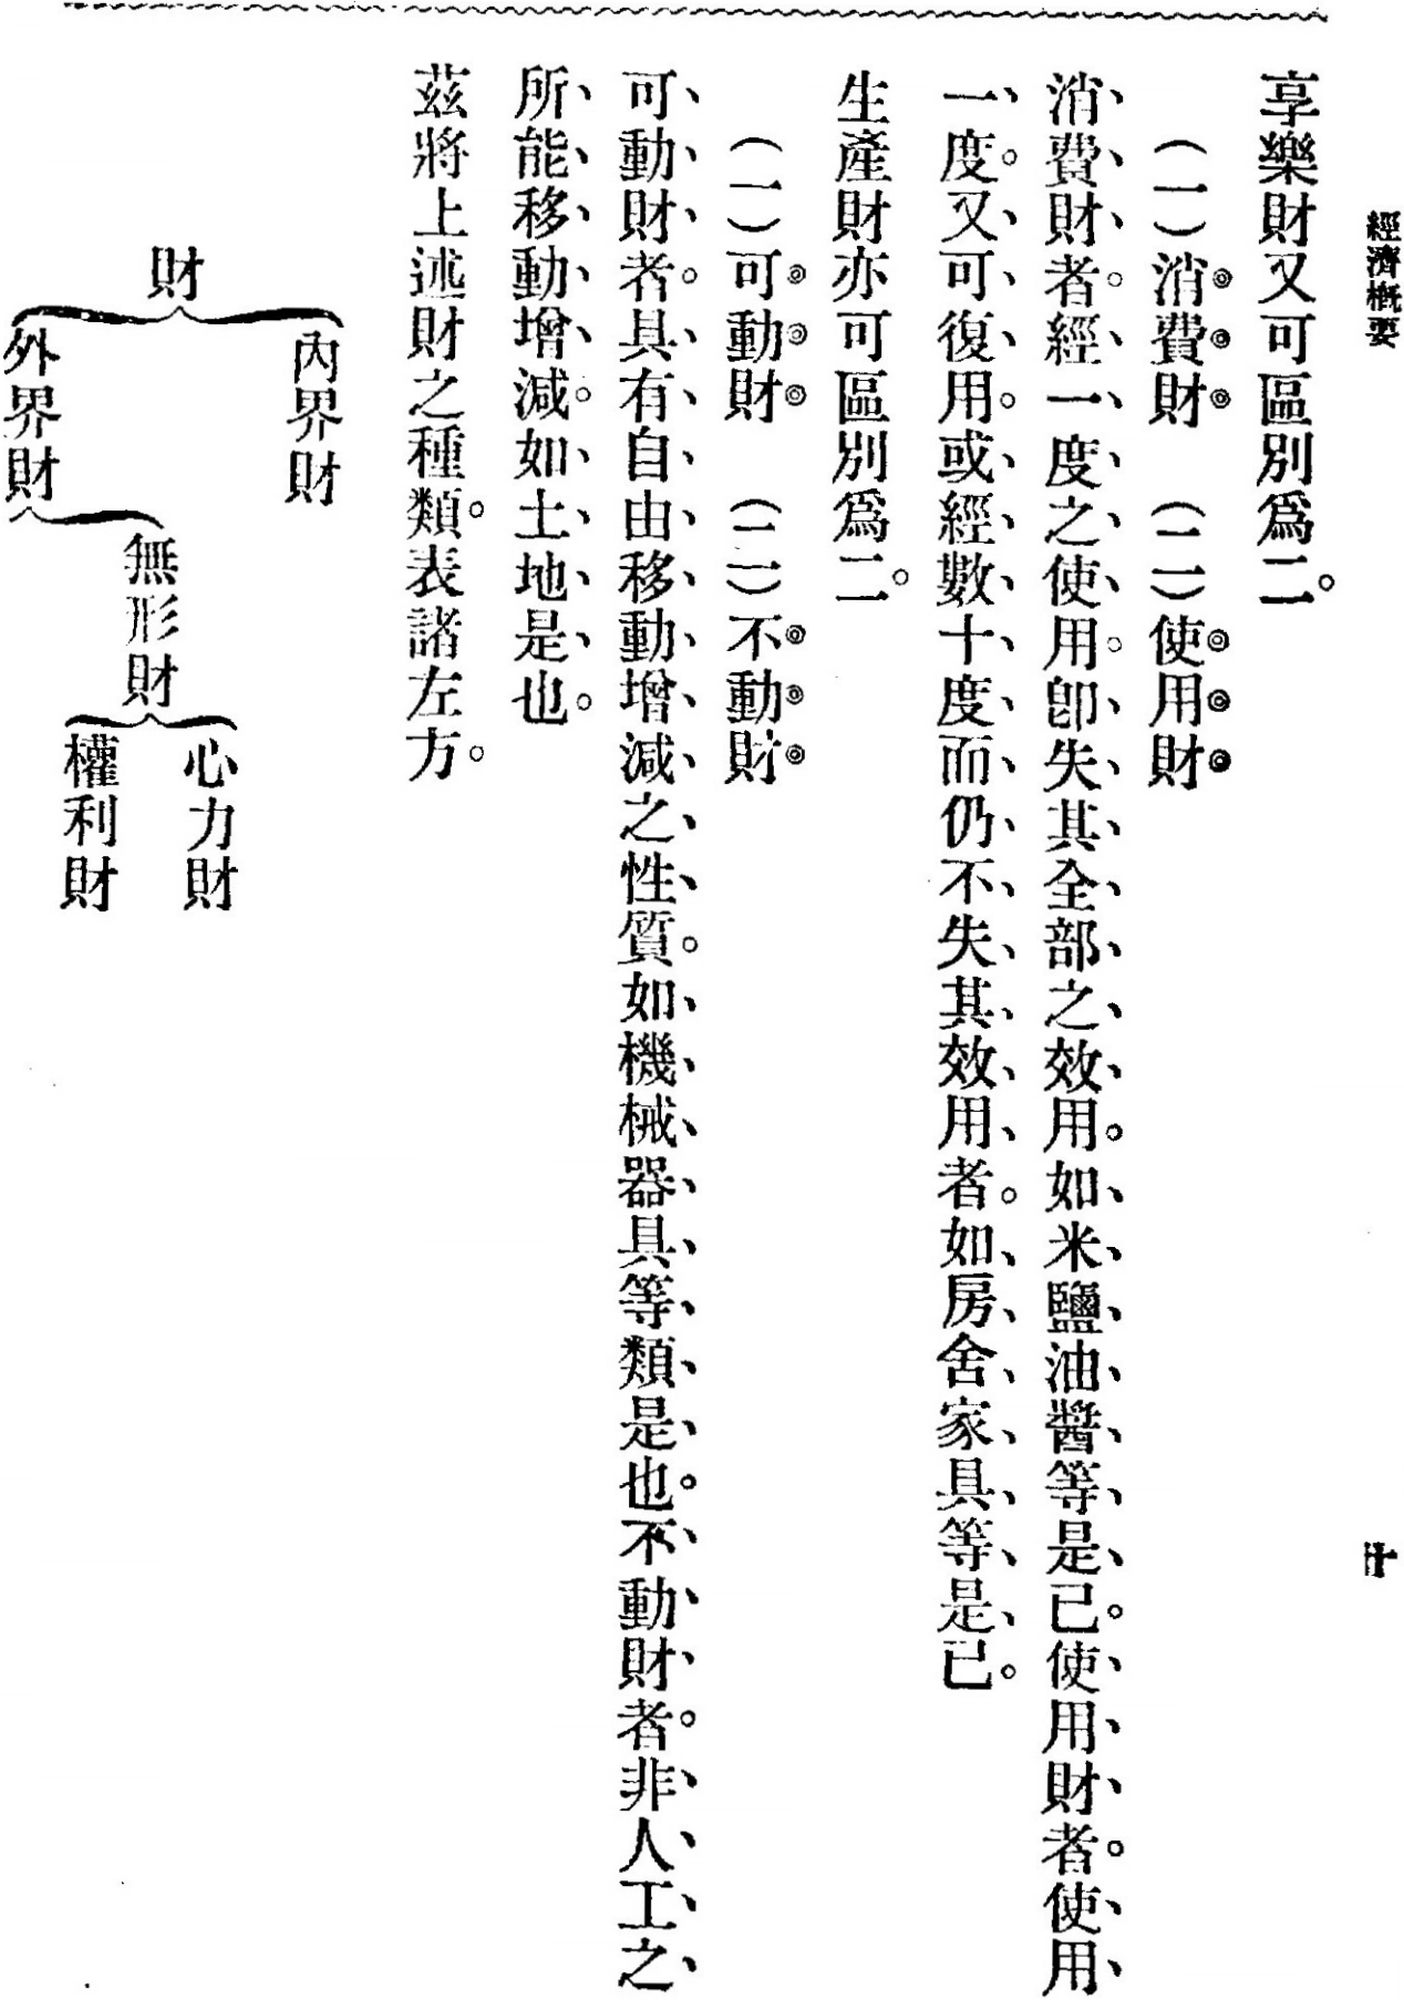 經濟概要
享樂財又可區別爲二。
(一)消費財 (二)使用財
消費財者。經一度之使用。卽失其全部之效用。如米鹽油醬等是已。使用財者。使用
一度。又可復用。或經數十度而仍不失其效用者。如房舍家具等是已。
生產財亦可區別爲二。
(一)可動財 (二)不動財
可動財者。具有自由移動增減之性質。如機械器具等類是也。不動財者。非人工之
所能移動增減。如土地是也。
茲將上述財之種類。表諸左方。
財
內界財
外界財
無形財
心力財
權利財